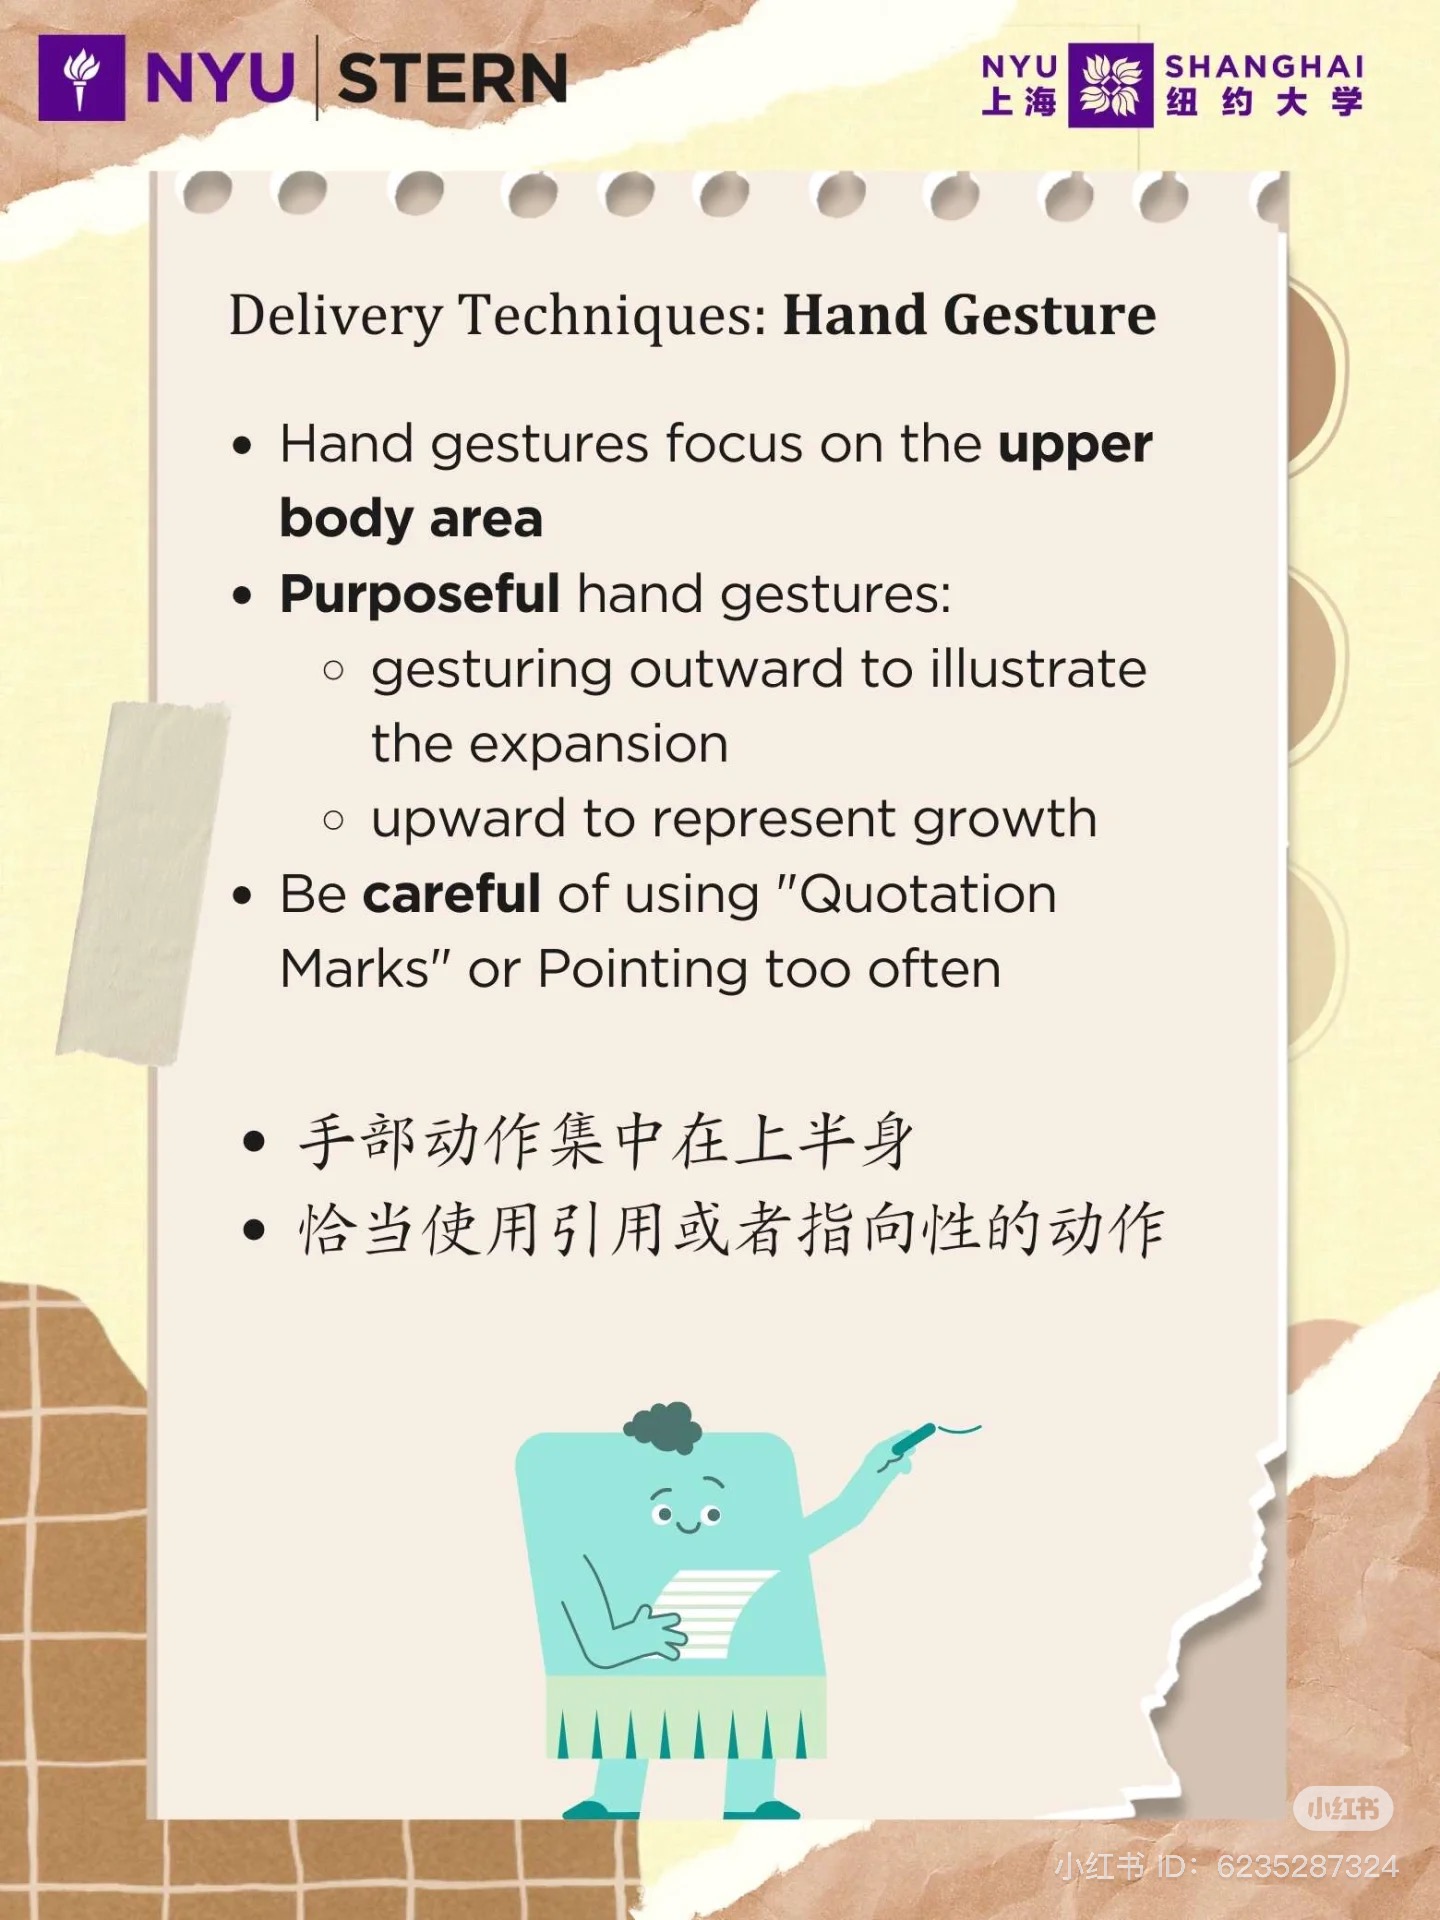 NYU | STERN
NYU SHANGHAI
上海 纽约大学
Delivery Techniques: Hand Gesture
• Hand gestures focus on the upper
body area
• Purposeful hand gestures:
○ gesturing outward to illustrate
the expansion
○ upward to represent growth
• Be careful of using "Quotation
Marks" or Pointing too often
• 手部动作集中在上半身
• 恰当使用引用或者指向性的动作
小红书
小红书 ID: 6235287324